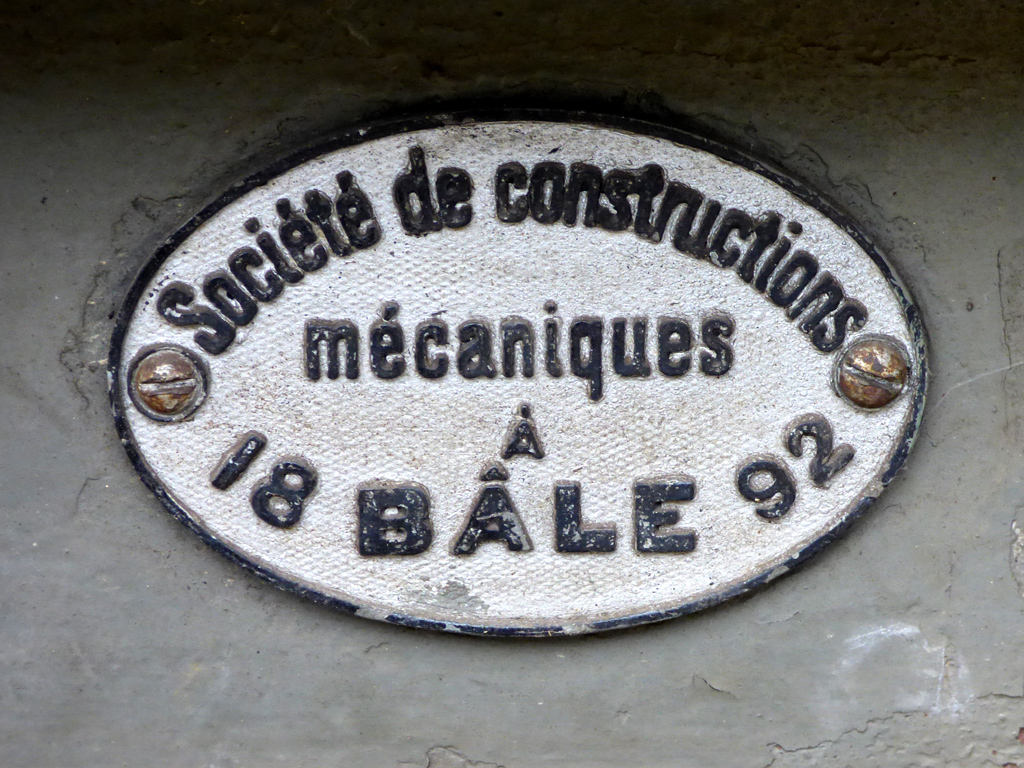 Société de constructions
mécaniques
À
18 BÂLE 92